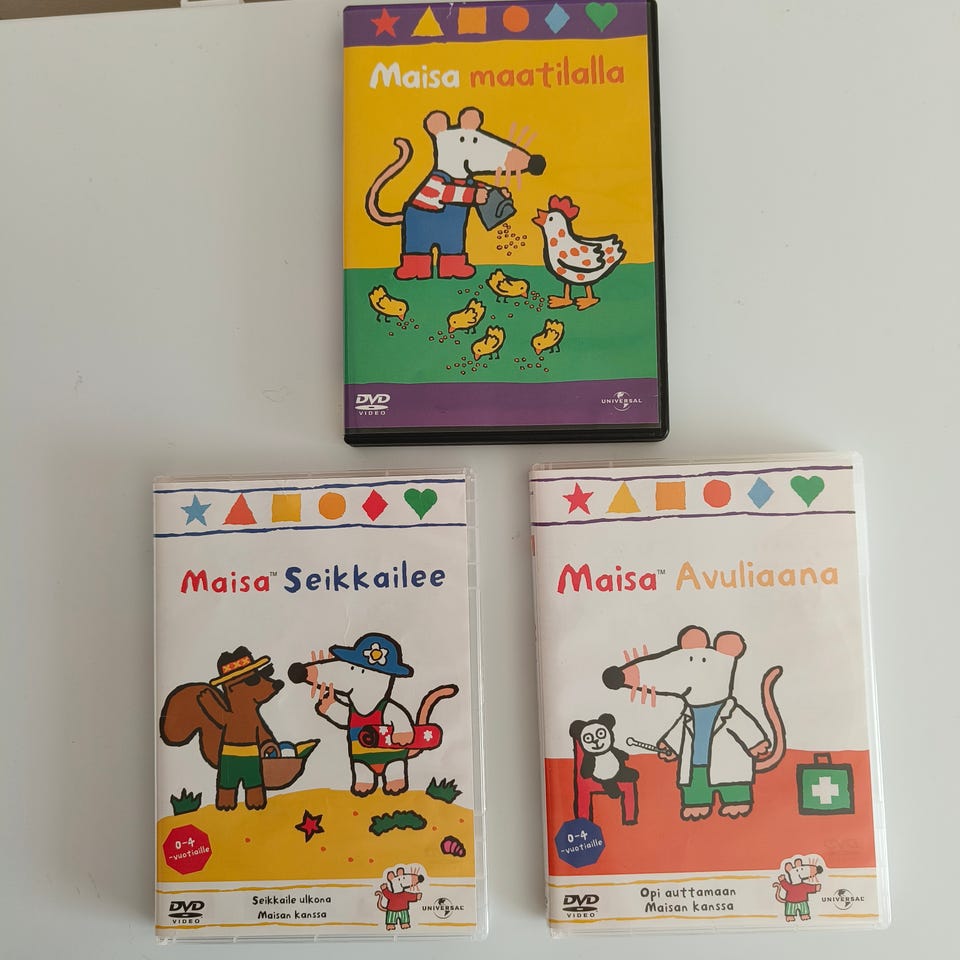 Maisa maatilalla
DVD
VIDEO
UNIVERSAL
Maisa™ Seikkailee
0-4
-vuotiaille
DVD
VIDEO
Seikkaile ulkona
Maisan kanssa
UNIVERSAL
Maisa™ Avuliaana
0-4
-vuotiaille
DVD
VIDEO
Opi auttamaan
Maisan kanssa
UNIVERSAL